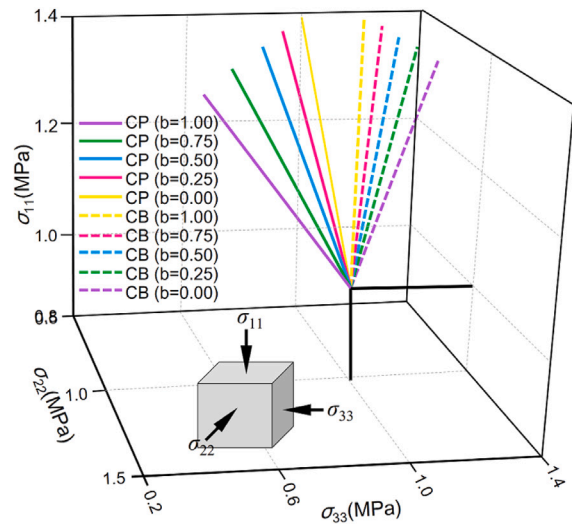 1.4
1.2
1.0
0.8
σ11(MPa)
CP (b=1.00)
CP (b=0.75)
CP (b=0.50)
CP (b=0.25)
CP (b=0.00)
CB (b=1.00)
CB (b=0.75)
CB (b=0.50)
CB (b=0.25)
CB (b=0.00)
1.0
1.5
σ22(MPa)
σ11
σ33
σ22
0.2
0.6
1.0
1.4
σ33(MPa)